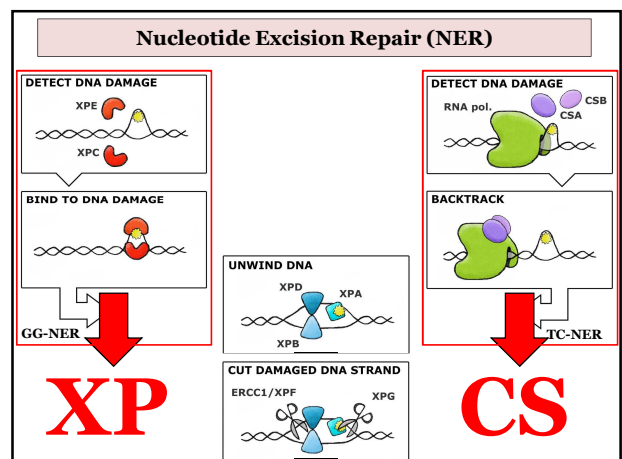 Nucleotide Excision Repair (NER)
DETECT DNA DAMAGE
XPE
XPC
BIND TO DNA DAMAGE
GG-NER
XP
UNWIND DNA
XPD
XPA
XPB
CUT DAMAGED DNA STRAND
ERCC1/XPF
XPG
DETECT DNA DAMAGE
RNA pol.
CSB
CSA
BACKTRACK
TC-NER
CS